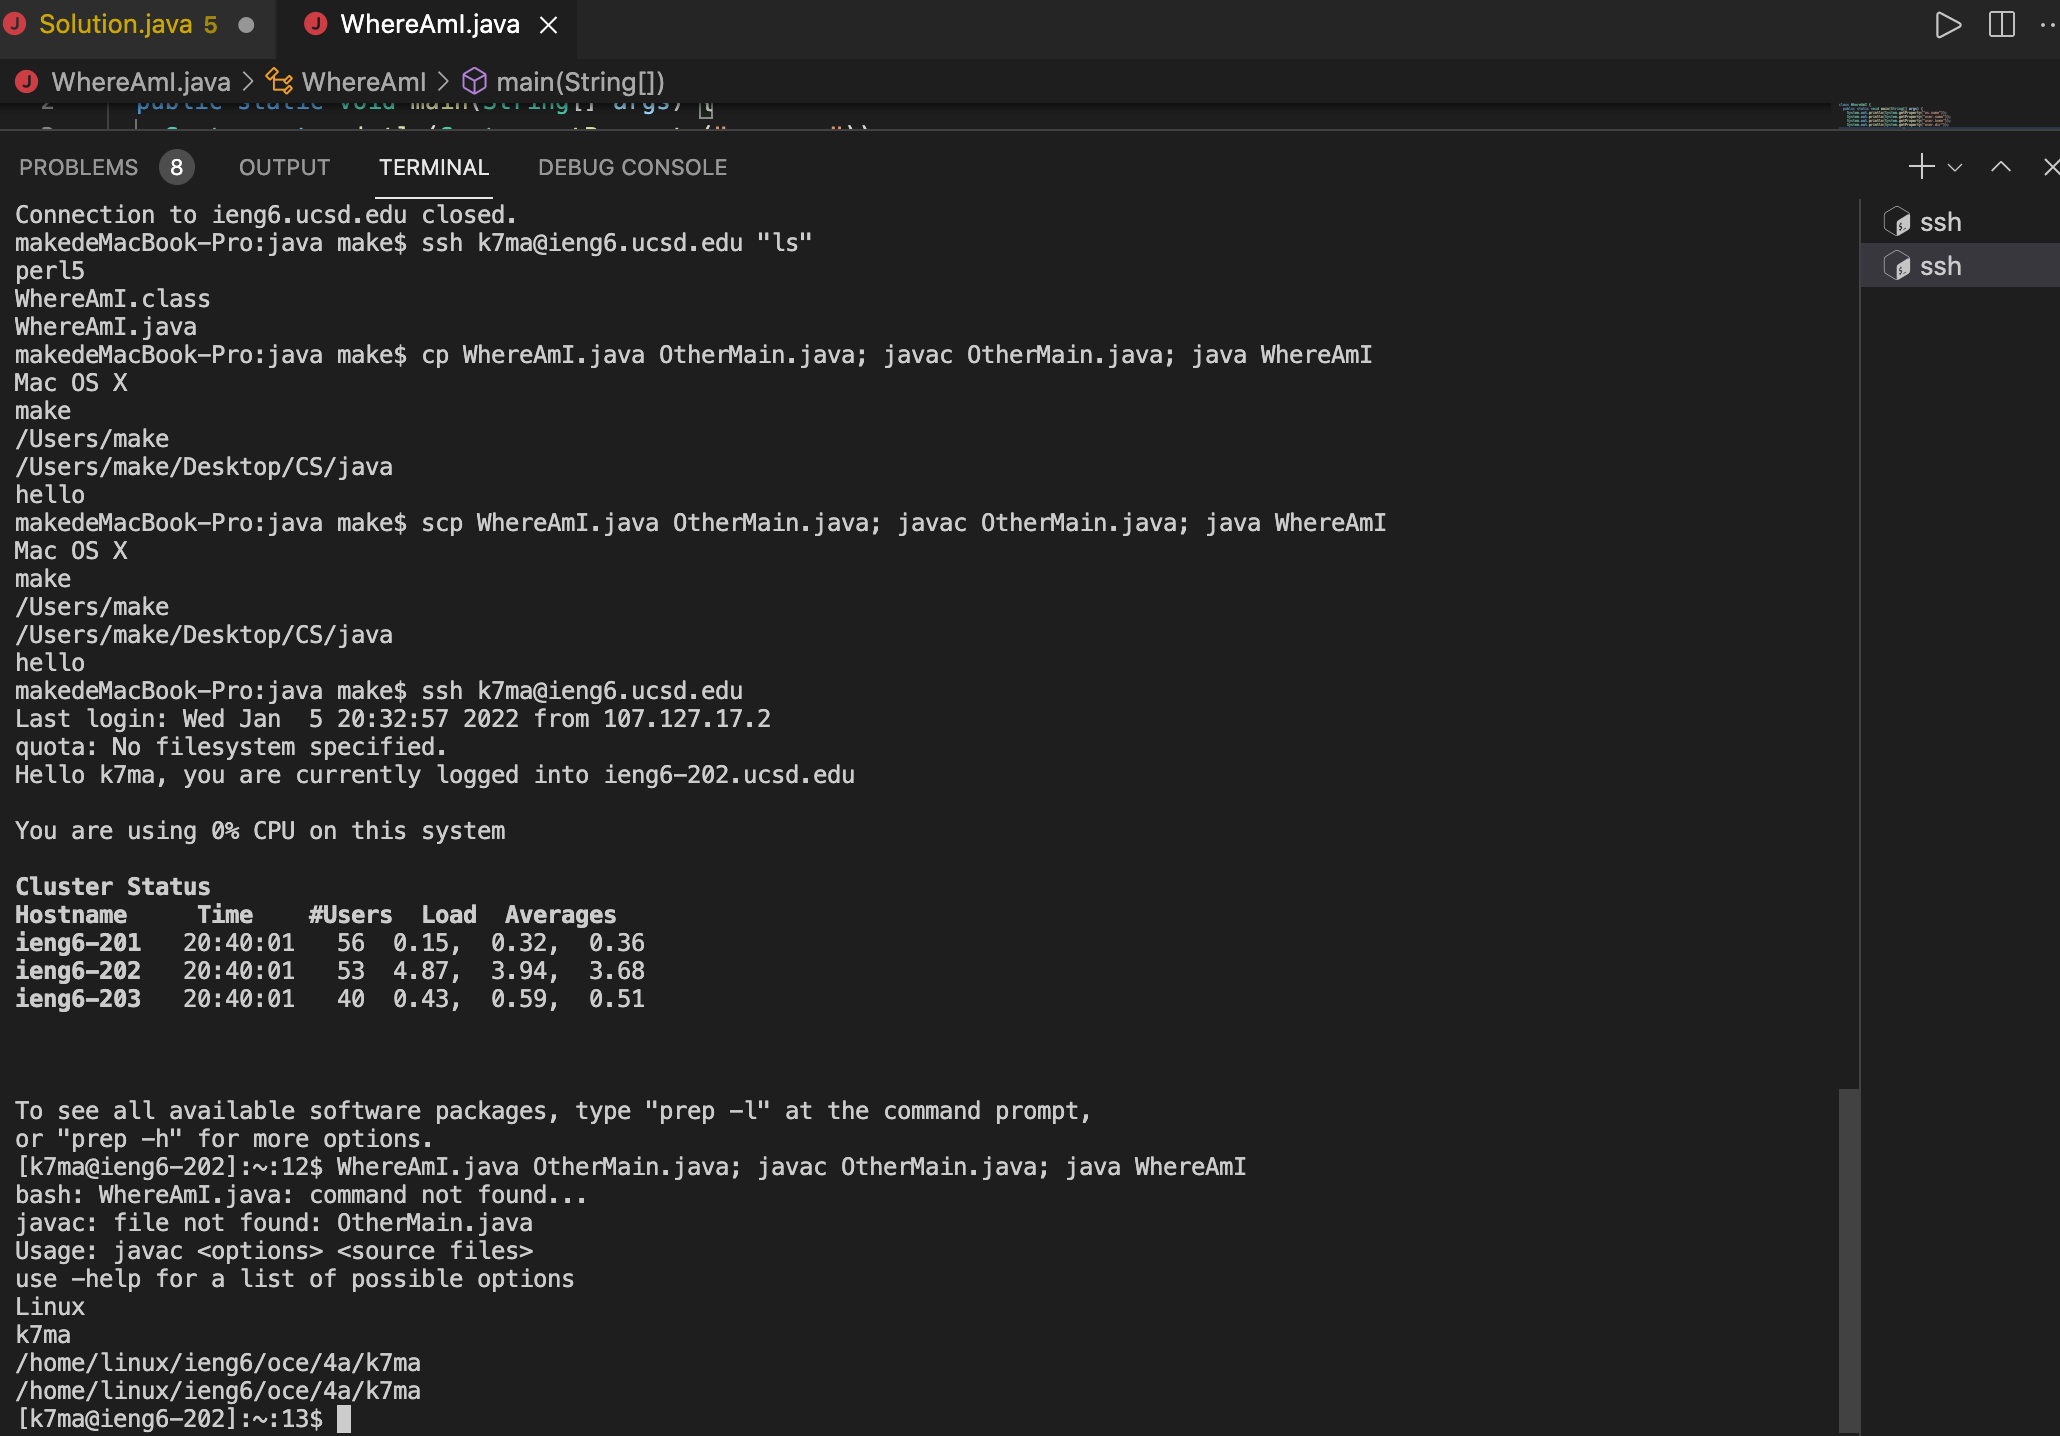 Solution.java 5
WhereAmI.java
WhereAmI.java > WhereAmI > main(String[])
2 public static void main(String[] args) {
PROBLEMS 8 OUTPUT TERMINAL DEBUG CONSOLE
Connection to ieng6.ucsd.edu closed.
makedeMacBook-Pro:java make$ ssh k7ma@ieng6.ucsd.edu "ls"
perl5
WhereAmI.class
WhereAmI.java
makedeMacBook-Pro:java make$ cp WhereAmI.java OtherMain.java; javac OtherMain.java; java WhereAmI
Mac OS X
make
/Users/make
/Users/make/Desktop/CS/java
hello
makedeMacBook-Pro:java make$ scp WhereAmI.java OtherMain.java; javac OtherMain.java; java WhereAmI
Mac OS X
make
/Users/make
/Users/make/Desktop/CS/java
hello
makedeMacBook-Pro:java make$ ssh k7ma@ieng6.ucsd.edu
Last login: Wed Jan  5 20:32:57 2022 from 107.127.17.2
quota: No filesystem specified.
Hello k7ma, you are currently logged into ieng6-202.ucsd.edu
You are using 0% CPU on this system
Cluster Status
Hostname     Time    #Users  Load  Averages
ieng6-201   20:40:01   56  0.15,  0.32,  0.36
ieng6-202   20:40:01   53  4.87,  3.94,  3.68
ieng6-203   20:40:01   40  0.43,  0.59,  0.51
To see all available software packages, type "prep -l" at the command prompt,
or "prep -h" for more options.
[k7ma@ieng6-202]:~:12$ WhereAmI.java OtherMain.java; javac OtherMain.java; java WhereAmI
bash: WhereAmI.java: command not found...
javac: file not found: OtherMain.java
Usage: javac <options> <source files>
use -help for a list of possible options
Linux
k7ma
/home/linux/ieng6/oce/4a/k7ma
/home/linux/ieng6/oce/4a/k7ma
[k7ma@ieng6-202]:~:13$
ssh
ssh